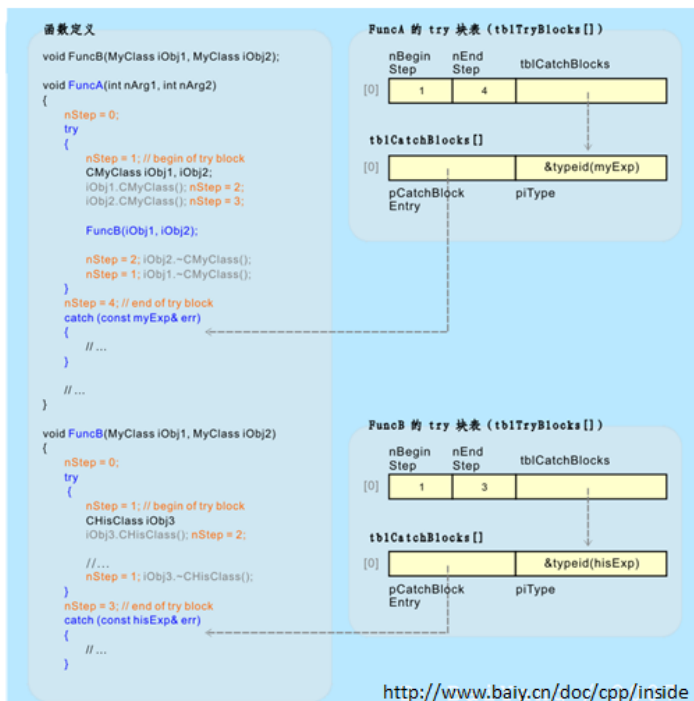 函数定义
void FuncB(MyClass iObj1, MyClass iObj2);
void FuncA(int nArg1, int nArg2)
{
nStep = 0;
try
{
nStep = 1; // begin of try block
CMyClass iObj1, iObj2;
iObj1.CMyClass(); nStep = 2;
iObj2.CMyClass(); nStep = 3;
FuncB(iObj1, iObj2);
nStep = 2; iObj2.~CMyClass();
nStep = 1; iObj1.~CMyClass();
}
nStep = 4; // end of try block
catch (const myExp& err)
{
// ...
}
// ...
}
void FuncB(MyClass iObj1, MyClass iObj2)
{
nStep = 0;
try
{
nStep = 1; // begin of try block
CHisClass iObj3
iObj3.CHisClass(); nStep = 2;
//...
nStep = 1; iObj3.~CHisClass();
}
nStep = 3; // end of try block
catch (const hisExp& err)
{
// ...
}
FuncA 的 try 块表 (tblTryBlocks[])
nBegin Step
nEnd Step
tblCatchBlocks
[0]
1
4
tblCatchBlocks[]
[0]
&typeid(myExp)
pCatchBlock Entry
piType
FuncB 的 try 块表 (tblTryBlocks[])
nBegin Step
nEnd Step
tblCatchBlocks
[0]
1
3
tblCatchBlocks[]
[0]
&typeid(hisExp)
pCatchBlock Entry
piType
http://www.baiy.cn/doc/cpp/inside